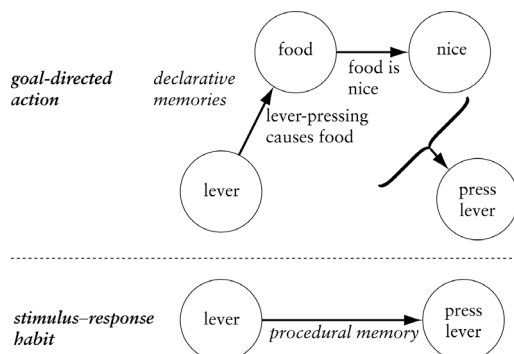 food
nice
goal-directed
action
declarative
memories
food is
nice
lever-pressing
causes food
lever
press
lever
stimulus–response
habit
lever
procedural memory
press
lever